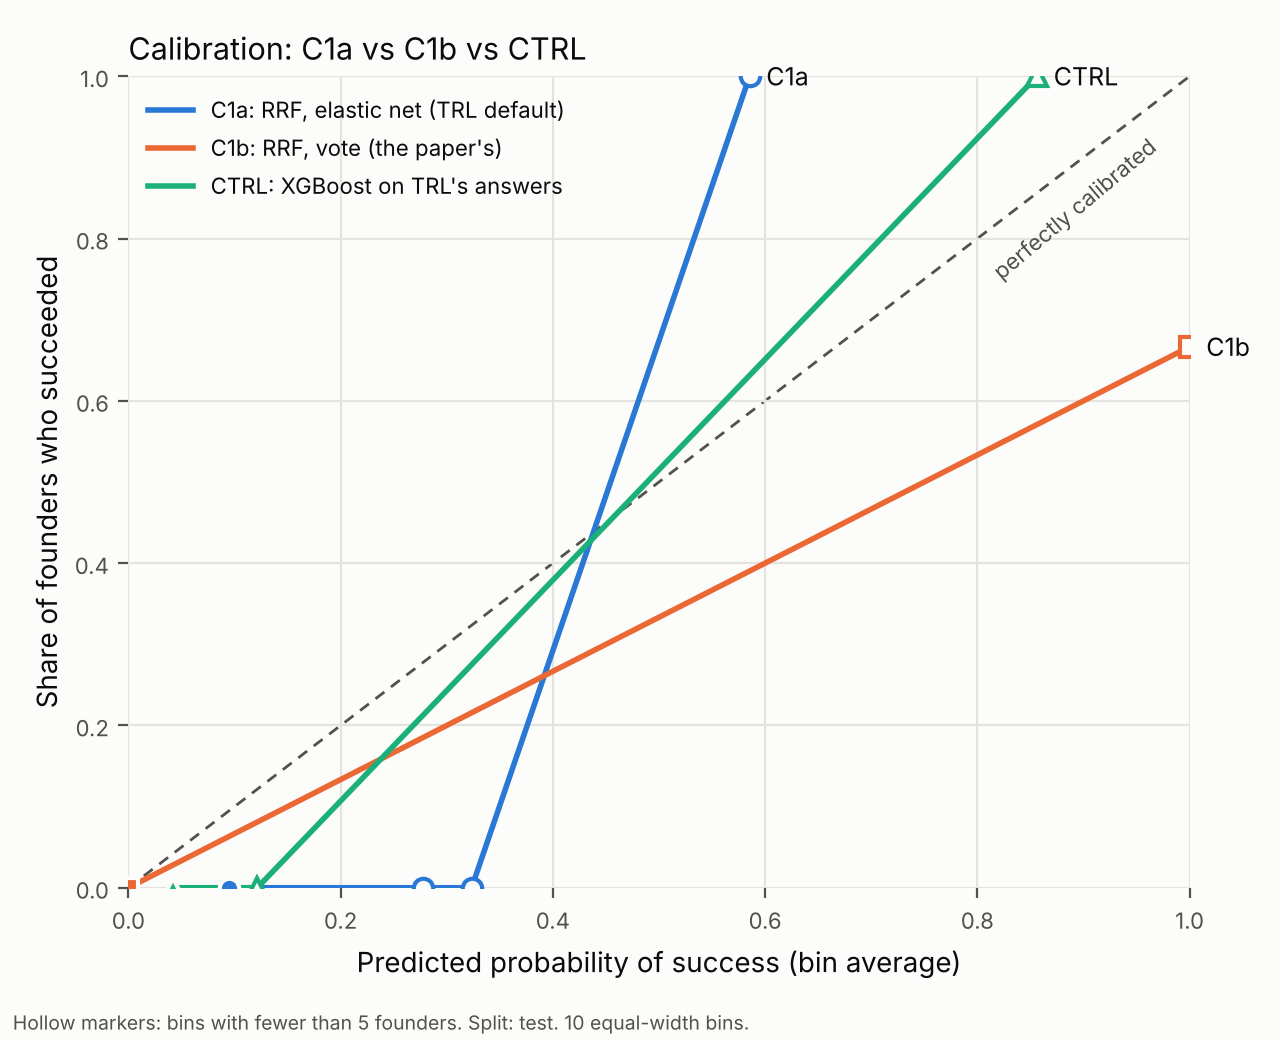 Calibration: C1a vs C1b vs CTRL
C1a: RRF, elastic net (TRL default)
C1b: RRF, vote (the paper's)
CTRL: XGBoost on TRL's answers
C1a
CTRL
perfectly calibrated
C1b
Share of founders who succeeded
1.0
0.8
0.6
0.4
0.2
0.0
0.0 0.2 0.4 0.6 0.8 1.0
Predicted probability of success (bin average)
Hollow markers: bins with fewer than 5 founders. Split: test. 10 equal-width bins.